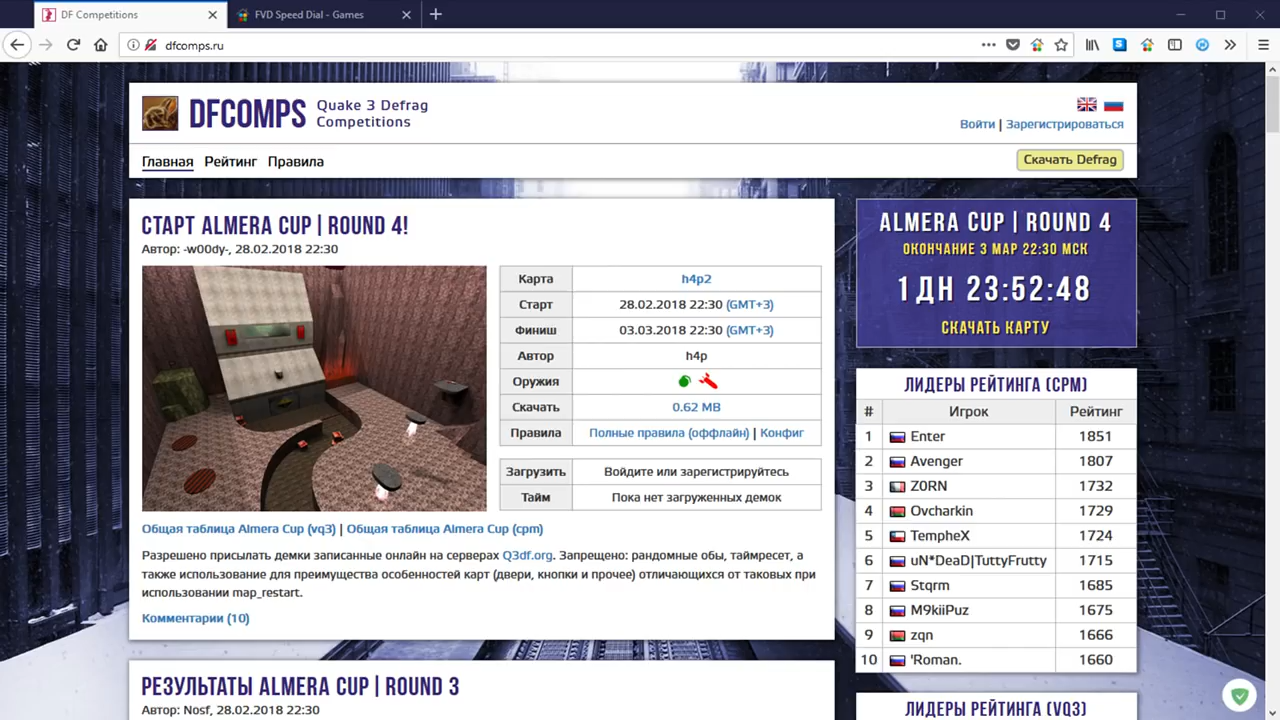 DF Competitions
FVD Speed Dial - Games
dfcomps.ru
DFCOMPS
Quake 3 Defrag
Competitions
Войти | Зарегистрироваться
Главная Рейтинг Правила
Скачать Defrag
СТАРТ ALMERA CUP | ROUND 4!
Автор: -w00dy-, 28.02.2018 22:30
Карта h4p2
Старт 28.02.2018 22:30 (GMT+3)
Финиш 03.03.2018 22:30 (GMT+3)
Автор h4p
Оружия
Скачать 0.62 MB
Правила Полные правила (оффлайн) | Конфиг
Загрузить Войдите или зарегистрируйтесь
Тайм Пока нет загруженных демок
Общая таблица Almera Cup (vq3) | Общая таблица Almera Cup (cpm)
Разрешено присылать демки записанные онлайн на серверах Q3df.org. Запрещено: рандомные обы, таймресет, а
также использование для преимущества особенностей карт (двери, кнопки и прочее) отличающихся от таковых при
использовании map_restart.
Комментарии (10)
РЕЗУЛЬТАТЫ ALMERA CUP | ROUND 3
Автор: Nosf, 28.02.2018 22:30
ALMERA CUP | ROUND 4
ОКОНЧАНИЕ 3 МАР 22:30 МСК
1 ДН 23:52:48
СКАЧАТЬ КАРТУ
ЛИДЕРЫ РЕЙТИНГА (CPM)
# Игрок Рейтинг
1 Enter 1851
2 Avenger 1807
3 Z0RN 1732
4 Ovcharkin 1729
5 TempheX 1724
6 uN*DeaD|TuttyFrutty 1715
7 Stqrm 1685
8 M9kiiPuz 1675
9 zqn 1666
10 'Roman. 1660
ЛИДЕРЫ РЕЙТИНГА (VQ3)